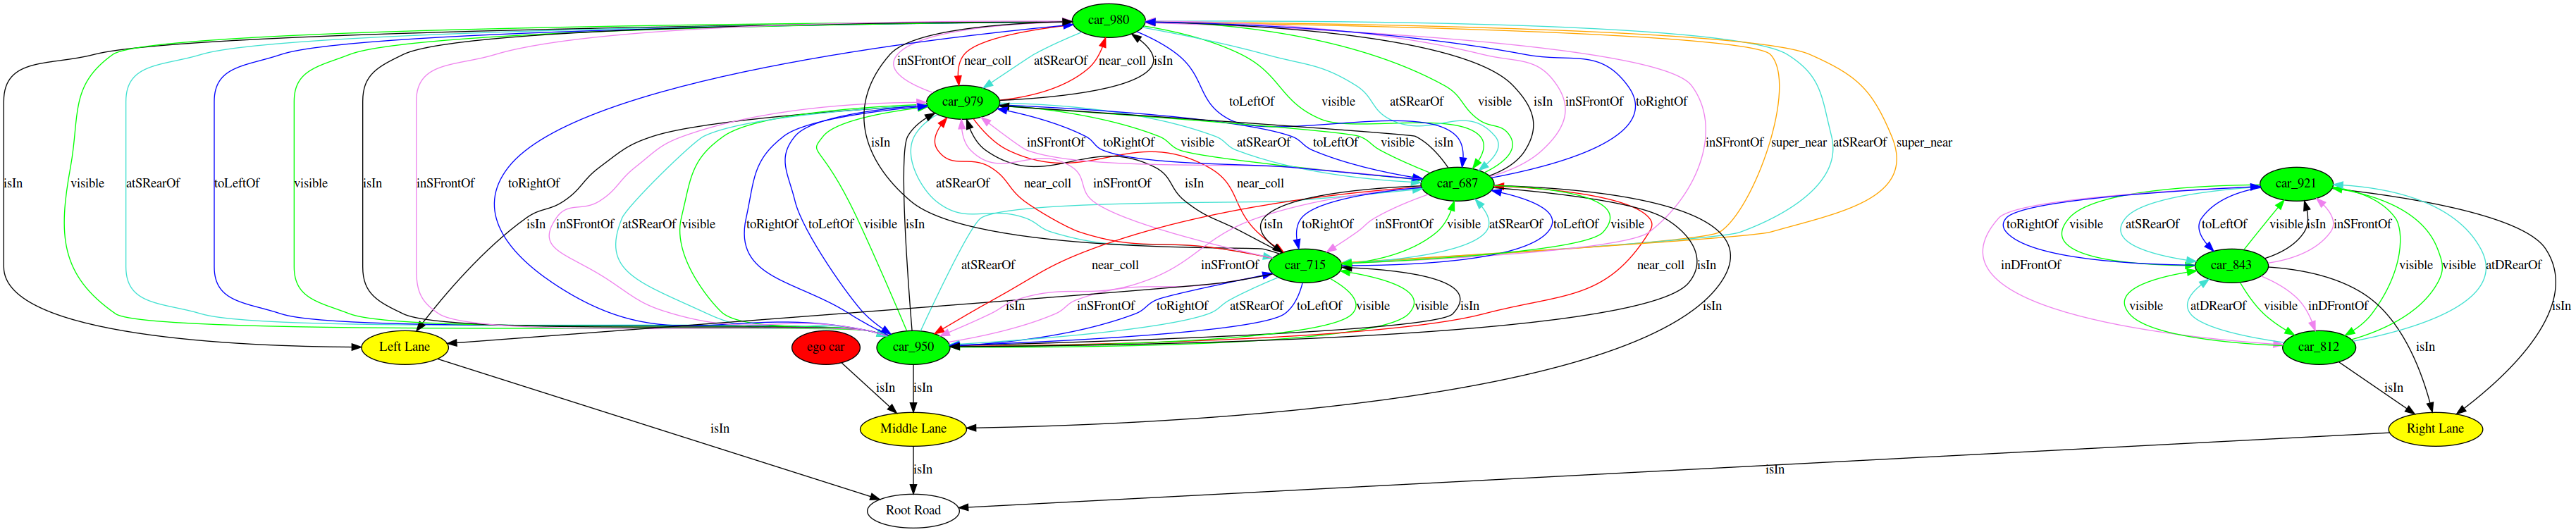 car_980
inSFrontOf near_coll atSRearOf near_coll isIn
car_979 toLeftOf visible atSRearOf visible isIn inSFrontOf toRightOf
isIn inSFrontOf toRightOf visible atSRearOf toLeftOf visible isIn inSFrontOf super_near atSRearOf super_near
isIn visible atSRearOf toLeftOf visible isIn inSFrontOf toRightOf atSRearOf near_coll inSFrontOf isIn near_coll car_687 car_921
isIn inSFrontOf atSRearOf visible toRightOf toLeftOf visible isIn isIn toRightOf inSFrontOf visible atSRearOf toLeftOf visible toRightOf visible atSRearOf toLeftOf visible isIn inSFrontOf
atSRearOf near_coll inSFrontOf car_715 near_coll isIn inDFrontOf car_843 visible visible atDRearOf
isIn inSFrontOf toRightOf atSRearOf toLeftOf visible visible isIn isIn visible atDRearOf visible inDFrontOf isIn
Left Lane ego car car_950 car_812 isIn
isIn isIn isIn
isIn Middle Lane Right Lane
isIn isIn
Root Road